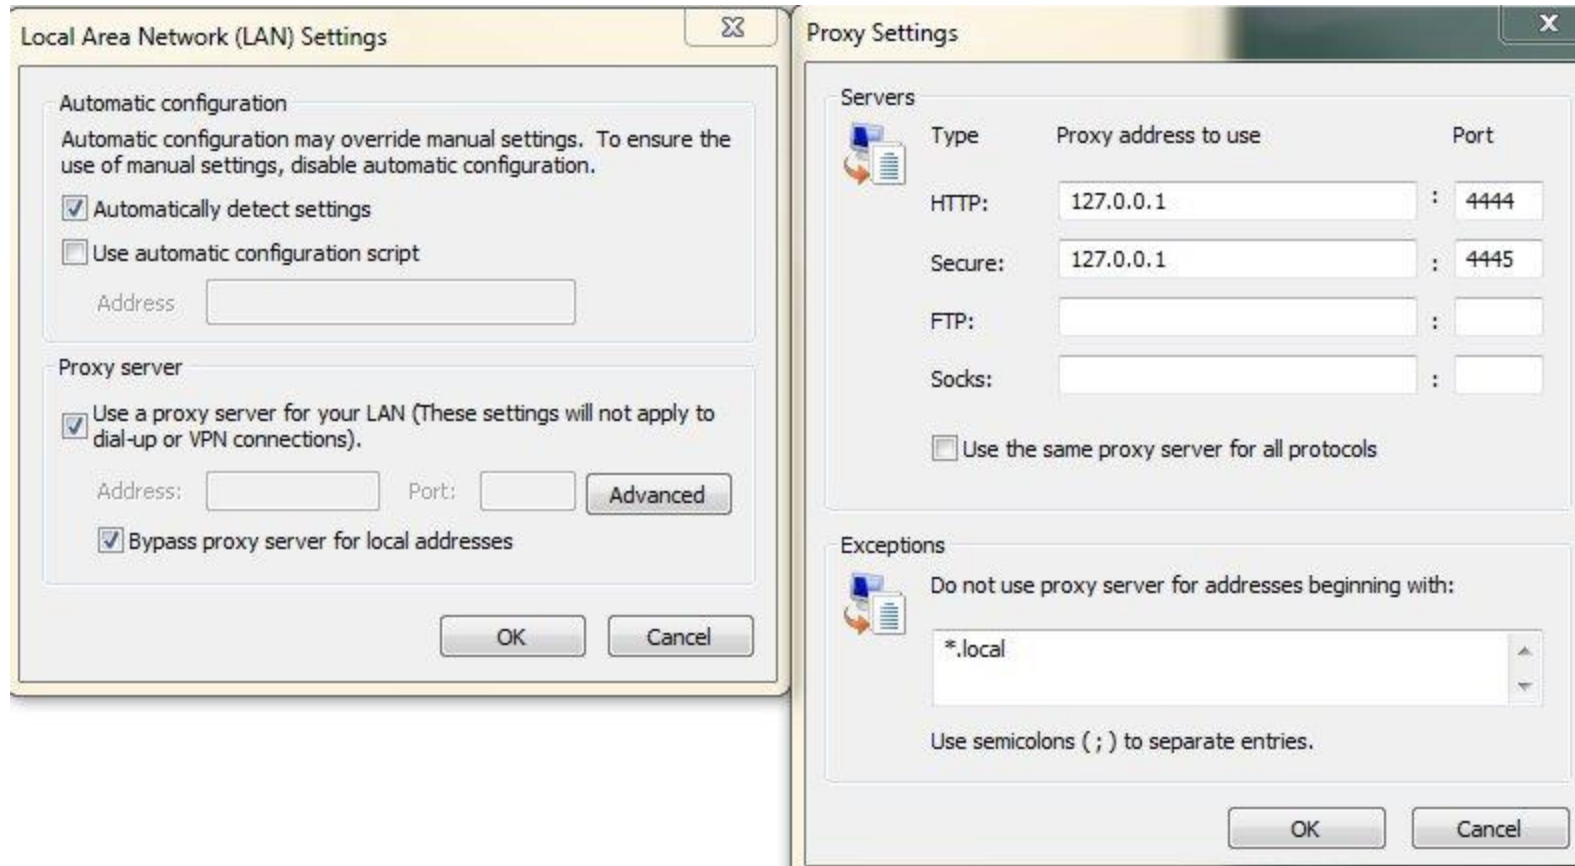 Local Area Network (LAN) Settings
Automatic configuration
Automatic configuration may override manual settings. To ensure the
use of manual settings, disable automatic configuration.
Automatically detect settings
Use automatic configuration script
Address
Proxy server
Use a proxy server for your LAN (These settings will not apply to
dial-up or VPN connections).
Address: Port: Advanced
Bypass proxy server for local addresses
OK Cancel
Proxy Settings
Servers
Type Proxy address to use Port
HTTP: 127.0.0.1 : 4444
Secure: 127.0.0.1 : 4445
FTP: :
Socks: :
Use the same proxy server for all protocols
Exceptions
Do not use proxy server for addresses beginning with:
*.local
Use semicolons ( ; ) to separate entries.
OK Cancel